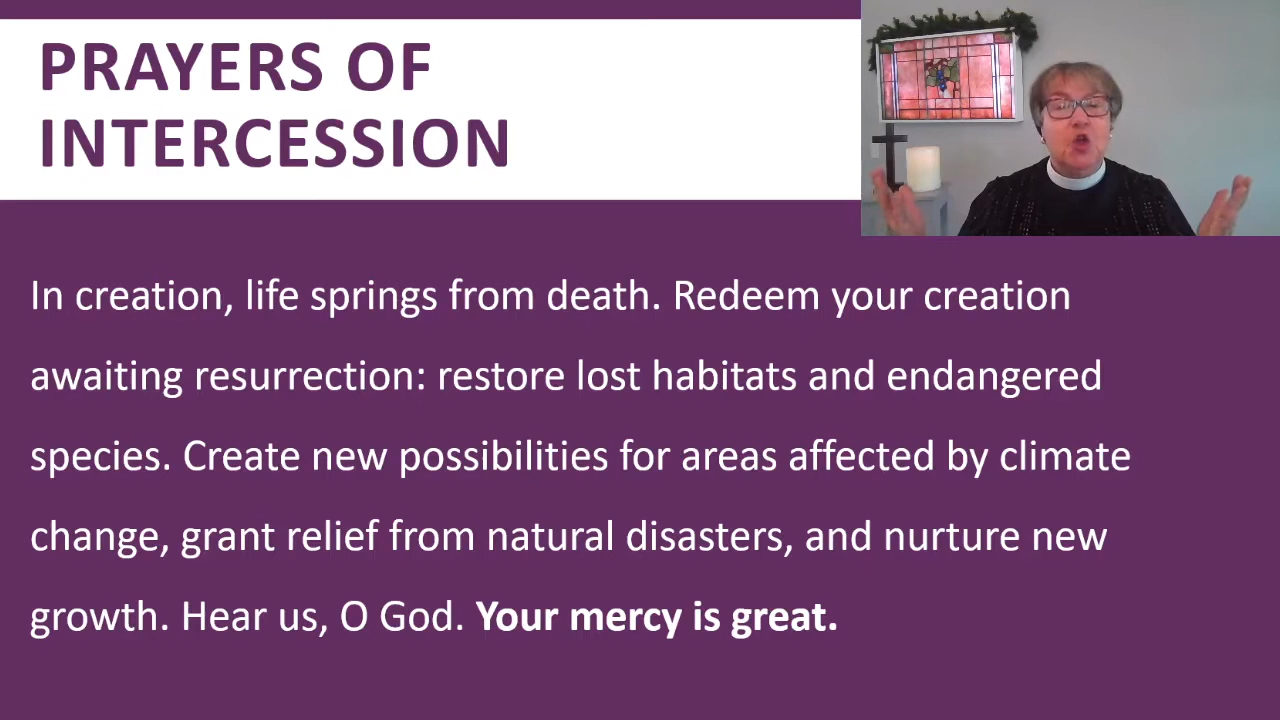 PRAYERS OF
INTERCESSION
In creation, life springs from death. Redeem your creation
awaiting resurrection: restore lost habitats and endangered
species. Create new possibilities for areas affected by climate
change, grant relief from natural disasters, and nurture new
growth. Hear us, O God. Your mercy is great.